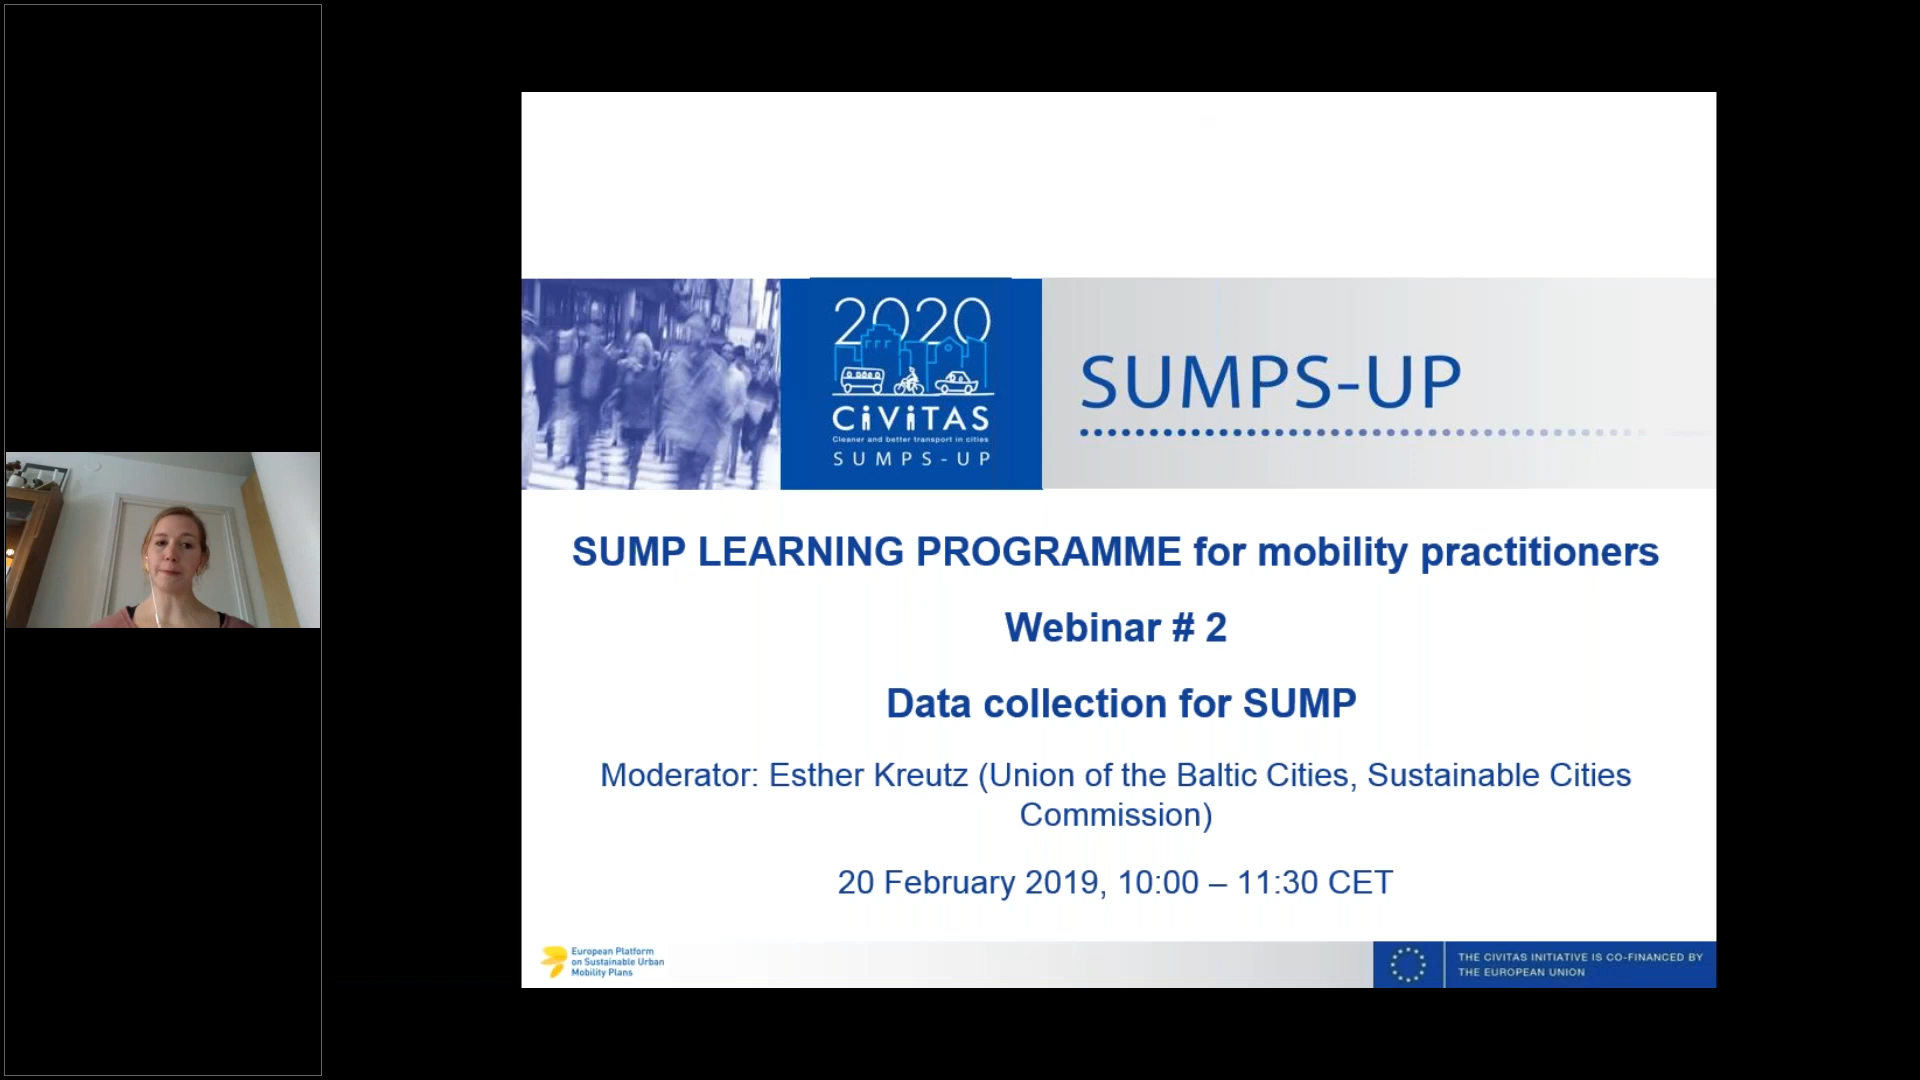 2020
CiViTAS
Cleaner and better transport in cities
SUMPS-UP
SUMPS-UP
SUMP LEARNING PROGRAMME for mobility practitioners
Webinar # 2
Data collection for SUMP
Moderator: Esther Kreutz (Union of the Baltic Cities, Sustainable Cities
Commission)
20 February 2019, 10:00 – 11:30 CET
European Platform
on Sustainable Urban
Mobility Plans
THE CIVITAS INITIATIVE IS CO-FINANCED BY
THE EUROPEAN UNION